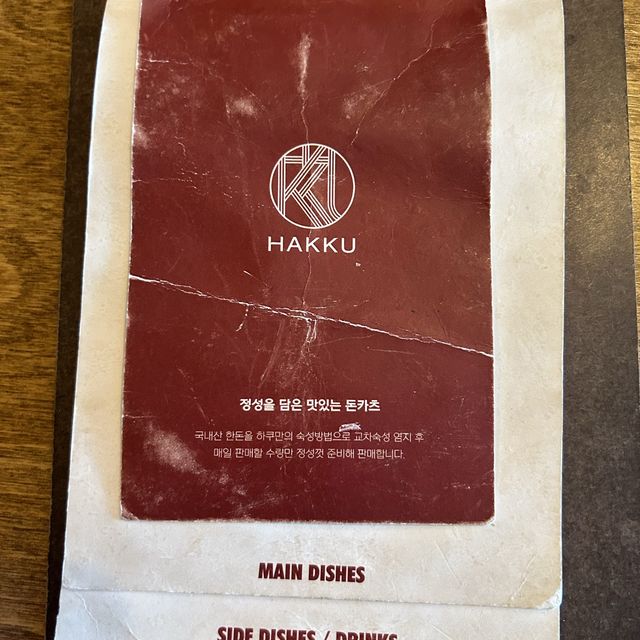 HAKKU
정성을 담은 맛있는 돈카츠
국내산 한돈을 하쿠만의 숙성방법으로 교차숙성 염지 후
매일 판매할 수량만 정성껏 준비해 판매합니다.
MAIN DISHES
SIDE DISHES / DRINKS